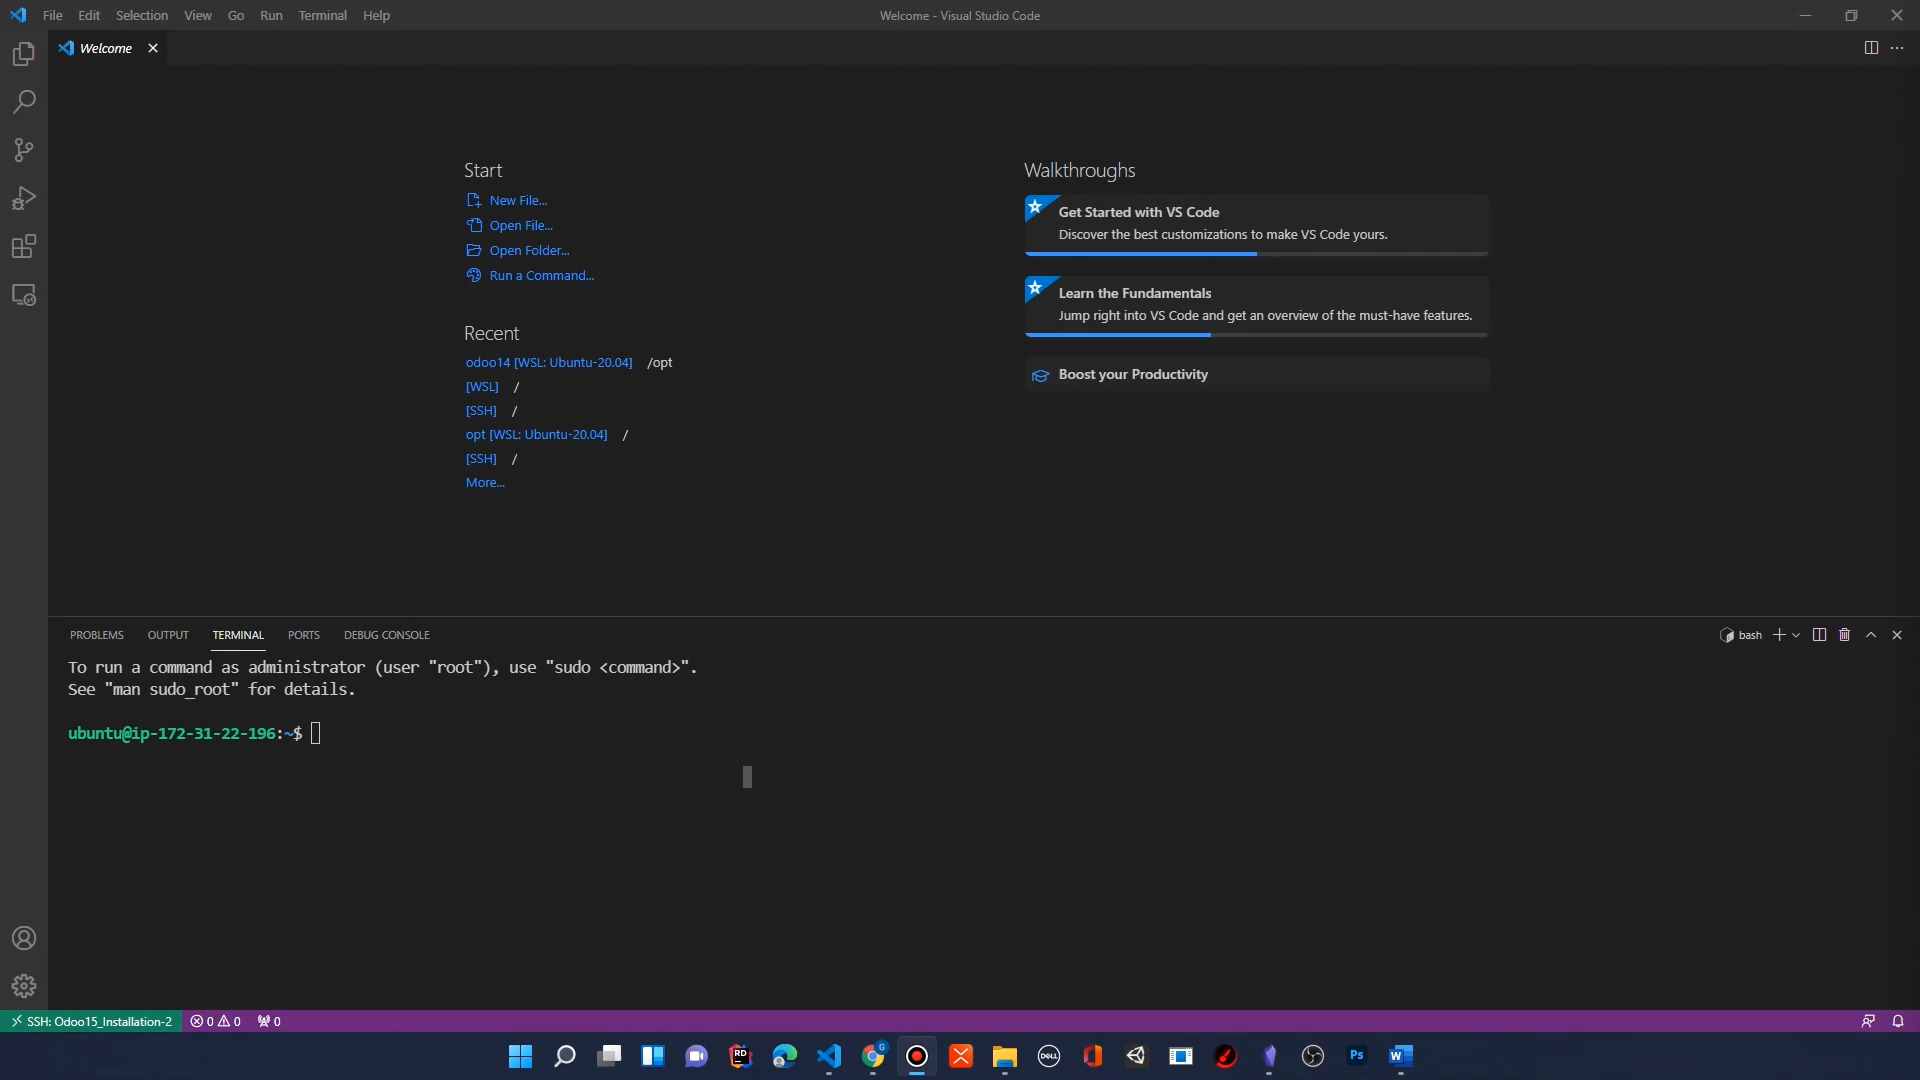 File Edit Selection View Go Run Terminal Help
Welcome - Visual Studio Code
Welcome
Start
New File...
Open File...
Open Folder...
Run a Command...
Recent
odoo14 [WSL: Ubuntu-20.04] /opt
[WSL] /
[SSH] /
opt [WSL: Ubuntu-20.04] /
[SSH] /
More...
Walkthroughs
Get Started with VS Code
Discover the best customizations to make VS Code yours.
Learn the Fundamentals
Jump right into VS Code and get an overview of the must-have features.
Boost your Productivity
PROBLEMS OUTPUT TERMINAL PORTS DEBUG CONSOLE
bash
To run a command as administrator (user "root"), use "sudo <command>".
See "man sudo_root" for details.
ubuntu@ip-172-31-22-196:~$
SSH: Odoo15_Installation-2 0 0 0
RD G DELL Ps W